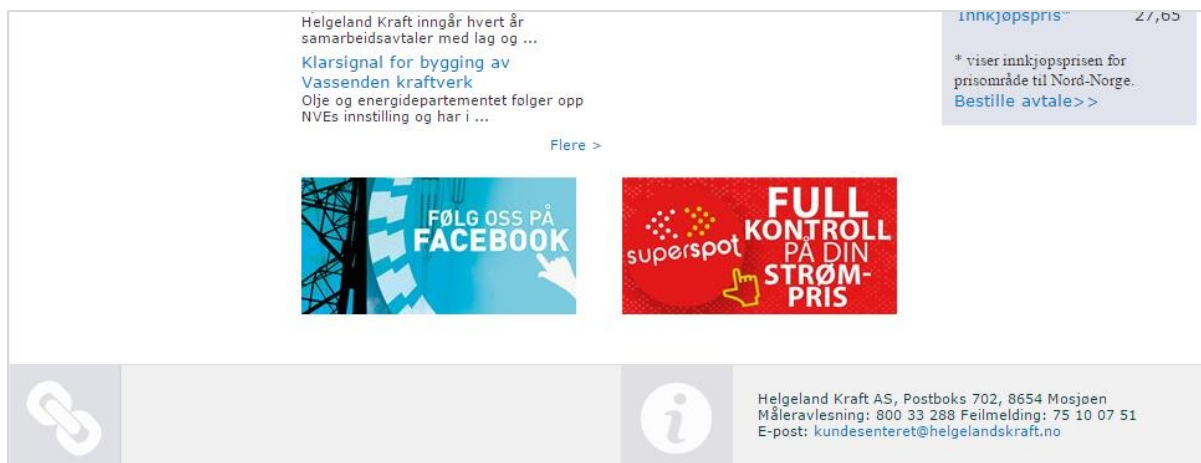 Helgeland Kraft inngår hvert år
samarbeidsavtaler med lag og ...
Klarsignal for bygging av
Vassenden kraftverk
Olje og energidepartementet følger opp
NVEs innstilling og har i ...
Flere >
Innkjøpspris* 27,65
* viser innkjøpsprisen for
prisområde til Nord-Norge.
Bestille avtale>>
FØLG OSS PÅ
FACEBOOK
superspot
FULL
KONTROLL
PÅ DIN
STRØM-
PRIS
Helgeland Kraft AS, Postboks 702, 8654 Mosjøen
Måleravlesning: 800 33 288 Feilmelding: 75 10 07 51
E-post: kundesenteret@helgelandskraft.no